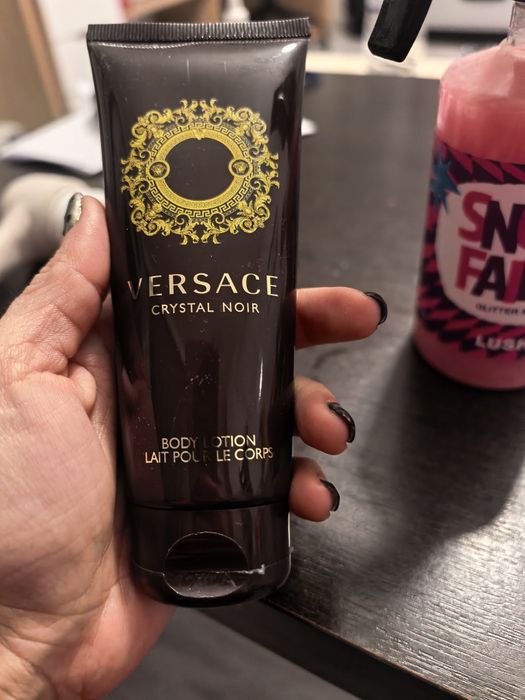 VERSACE
CRYSTAL NOIR
BODY LOTION
LAIT POUR LE CORPS